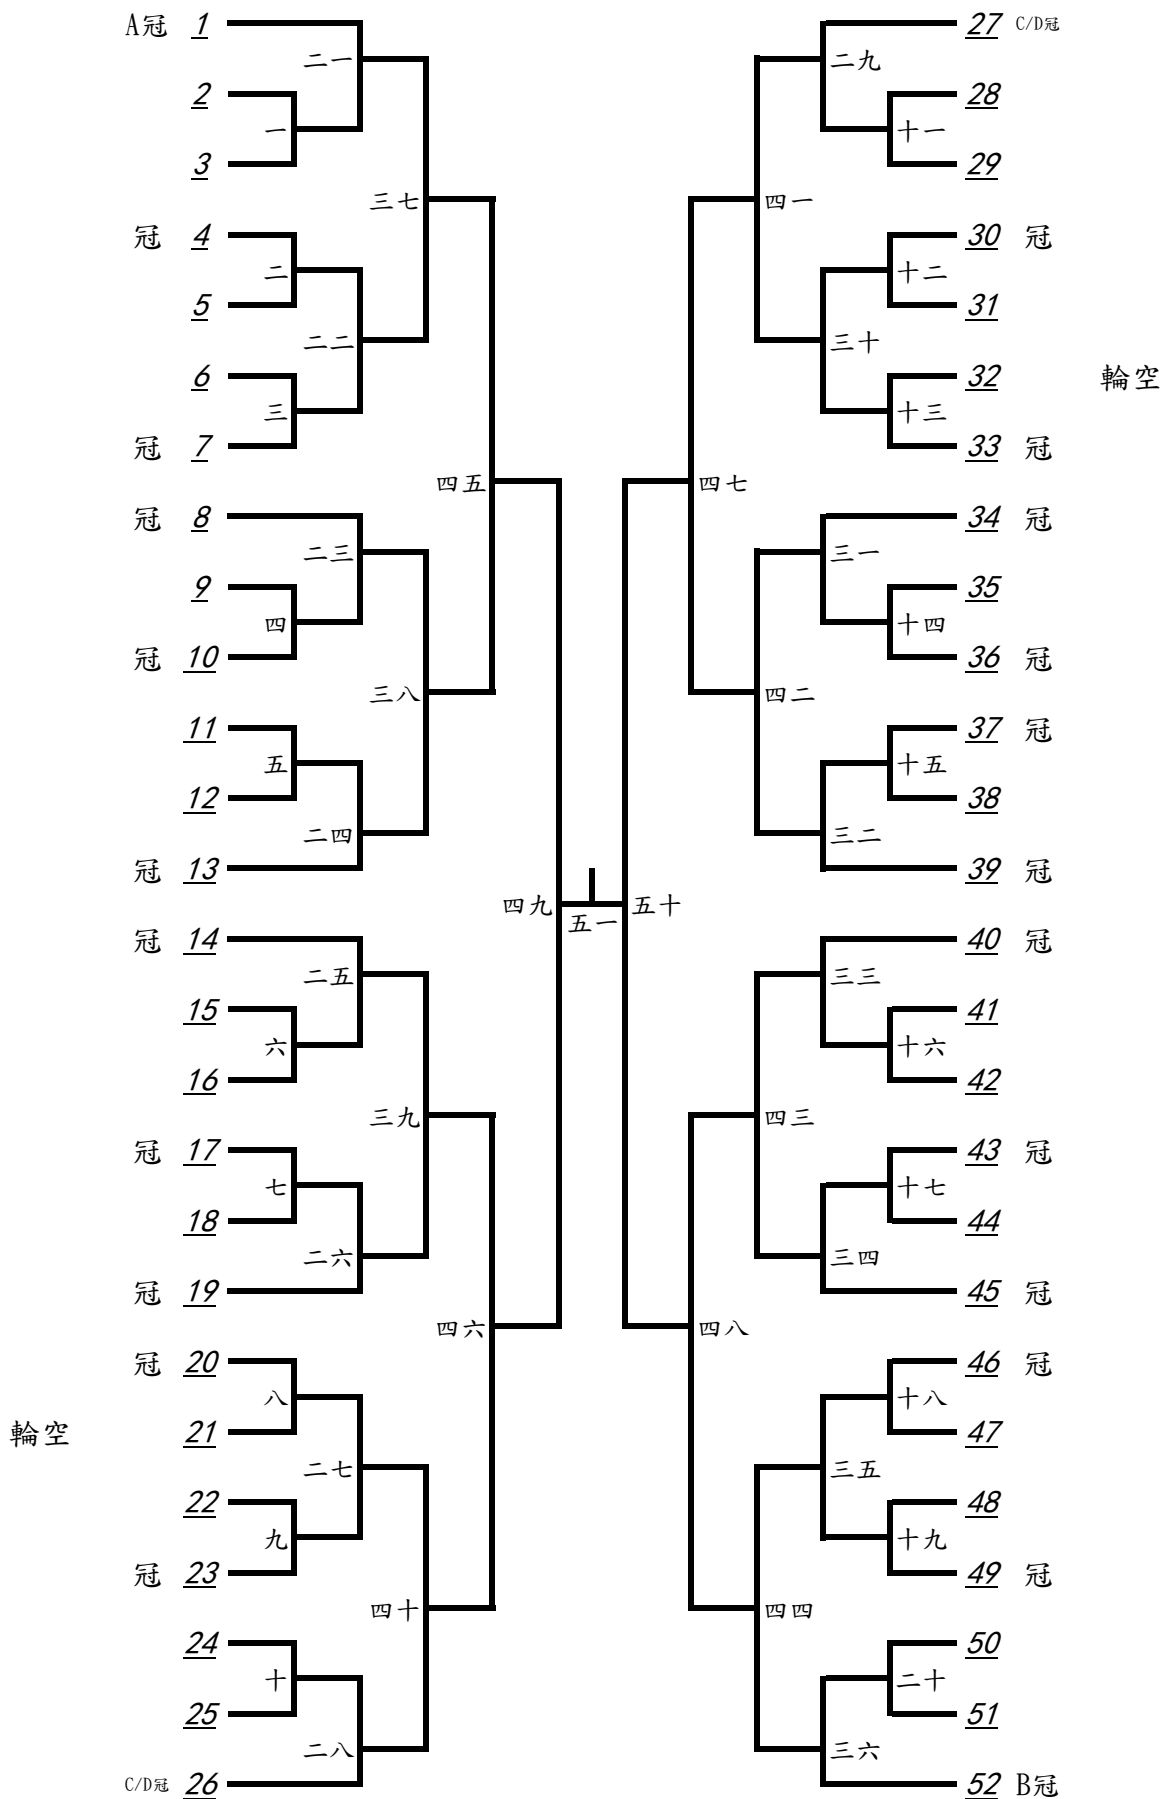 A冠 1 27 C/D冠
二一 二九
2 28
一 十一
3 29
三七 四一
冠 4 30 冠
二 十二
5 31
二二 三十
6 32 輪空
三 十三
冠 7 33 冠
四五 四七
冠 8 34 冠
二三 三一
9 35
四 十四
冠 10 36 冠
三八 四二
11 37 冠
五 十五
12 38
二四 三二
冠 13 39 冠
四九 五一 五十
冠 14 40 冠
二五 三三
15 41
六 十六
16 42
三九 四三
冠 17 43 冠
七 十七
18 44
二六 三四
冠 19 45 冠
四六 四八
冠 20 46 冠
八 十八
輪空 21 47
二七 三五
22 48
九 十九
冠 23 49 冠
四十 四四
24 50
十 二十
25 51
二八 三六
C/D冠 26 52 B冠